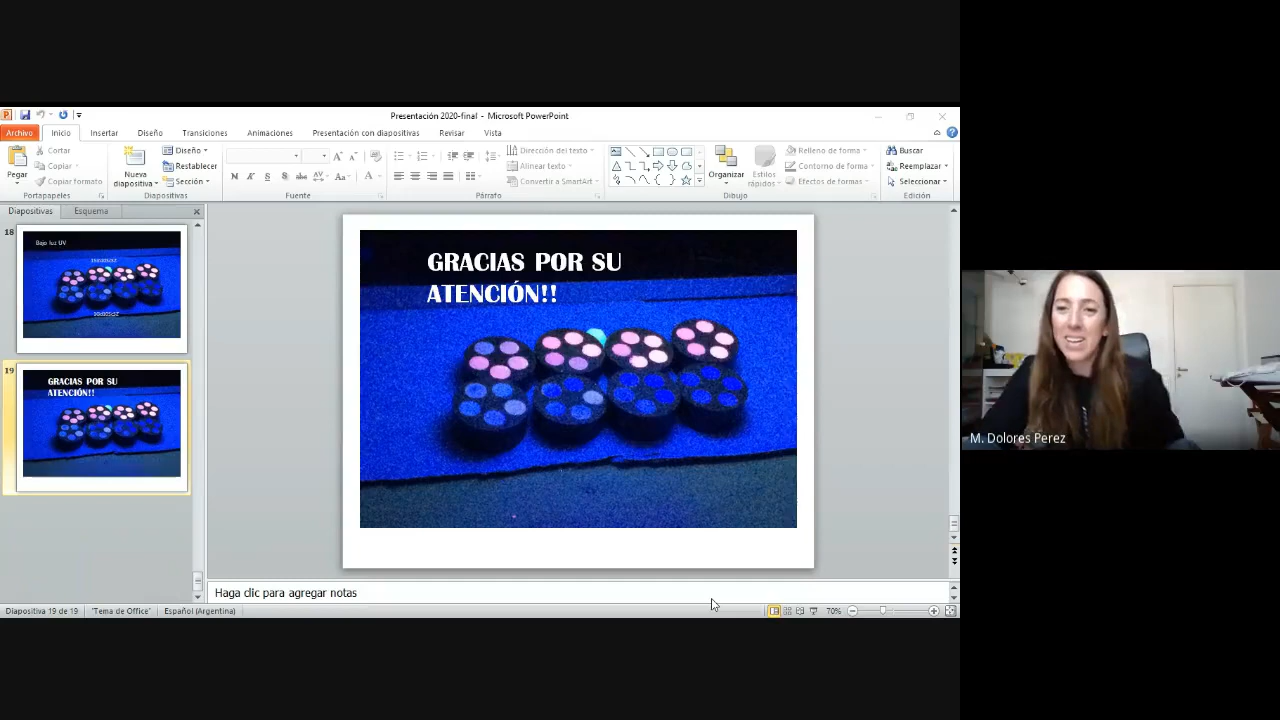 Presentación 2020-final - Microsoft PowerPoint
Archivo Inicio Insertar Diseño Transiciones Animaciones Presentación con diapositivas Revisar Vista
Pegar
Cortar
Copiar
Copiar formato
Portapapeles
Nueva
diapositiva
Diseño
Restablecer
Sección
Diapositivas
N K S S abc AV Aa A
Fuente
Dirección del texto
Alinear texto
Convertir a SmartArt
Párrafo
Organizar
Estilos
rápidos
Relleno de forma
Contorno de forma
Efectos de formas
Dibujo
Buscar
Reemplazar
Seleccionar
Edición
Diapositivas Esquema
18
Bajo luz UV
19
GRACIAS POR SU
ATENCIÓN!!
GRACIAS POR SU
ATENCIÓN!!
M. Dolores Perez
Haga clic para agregar notas
Diapositiva 19 de 19 "Tema de Office" Español (Argentina) 70%